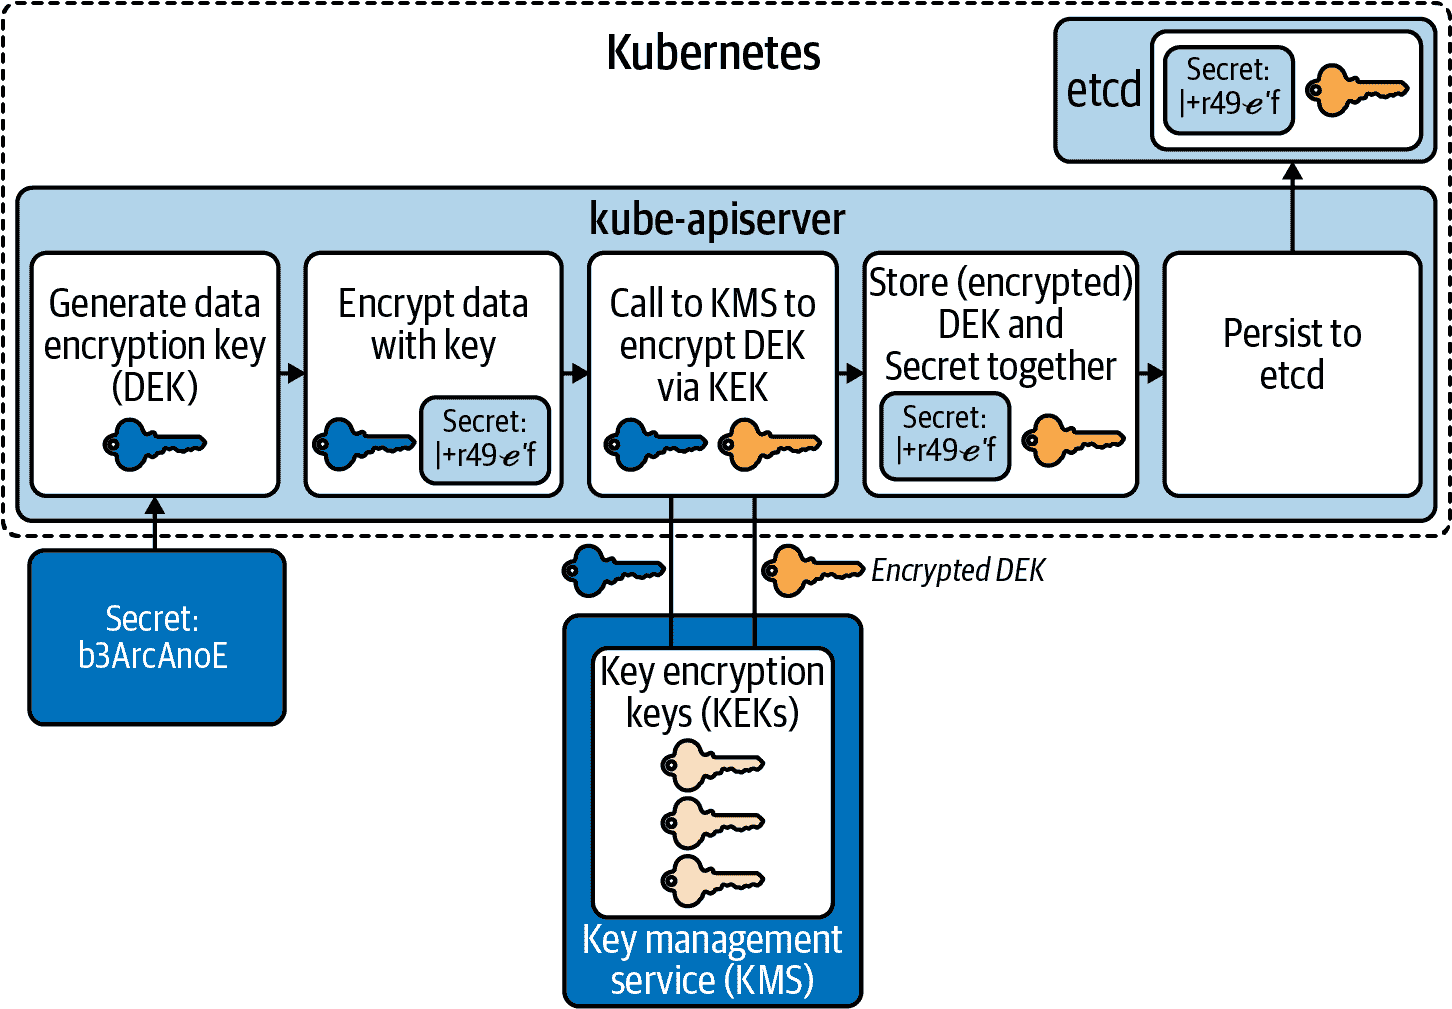 Kubernetes
etcd
Secret:
|+r49ℯ'f
kube-apiserver
Generate data
encryption key
(DEK)
Encrypt data
with key
Secret:
|+r49ℯ'f
Call to KMS to
encrypt DEK
via KEK
Store (encrypted)
DEK and
Secret together
Secret:
|+r49ℯ'f
Persist to
etcd
Secret:
b3ArcAnoE
Encrypted DEK
Key encryption
keys (KEKs)
Key management
service (KMS)